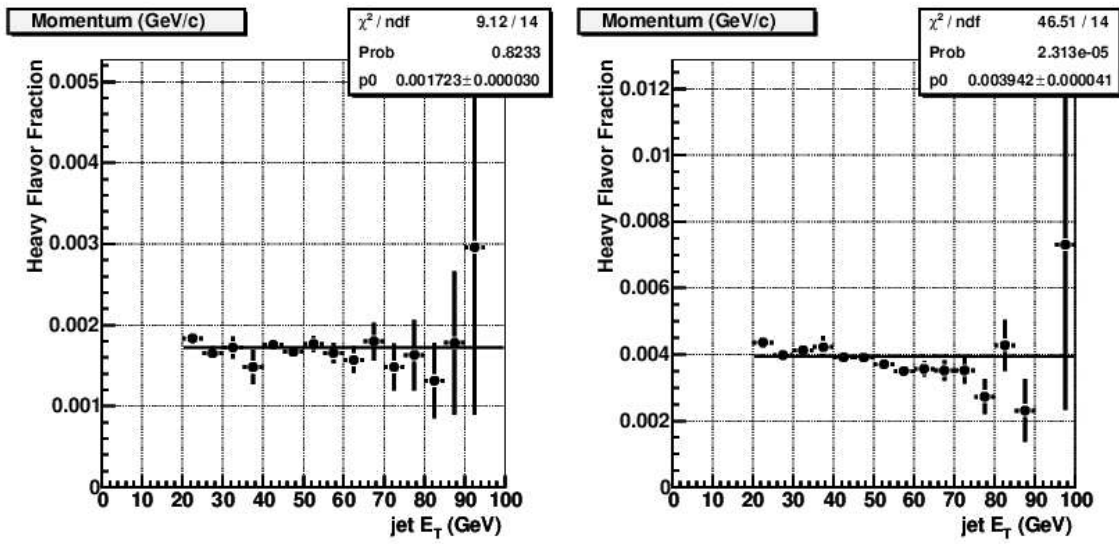 Momentum (GeV/c)
χ² / ndf 9.12 / 14
Prob 0.8233
p0 0.001723 ± 0.000030
Heavy Flavor Fraction
0.005
0.004
0.003
0.002
0.001
0
0 10 20 30 40 50 60 70 80 90 100
jet E_T (GeV)
Momentum (GeV/c)
χ² / ndf 46.51 / 14
Prob 2.313e-05
p0 0.003942 ± 0.000041
Heavy Flavor Fraction
0.012
0.01
0.008
0.006
0.004
0.002
0
0 10 20 30 40 50 60 70 80 90 100
jet E_T (GeV)